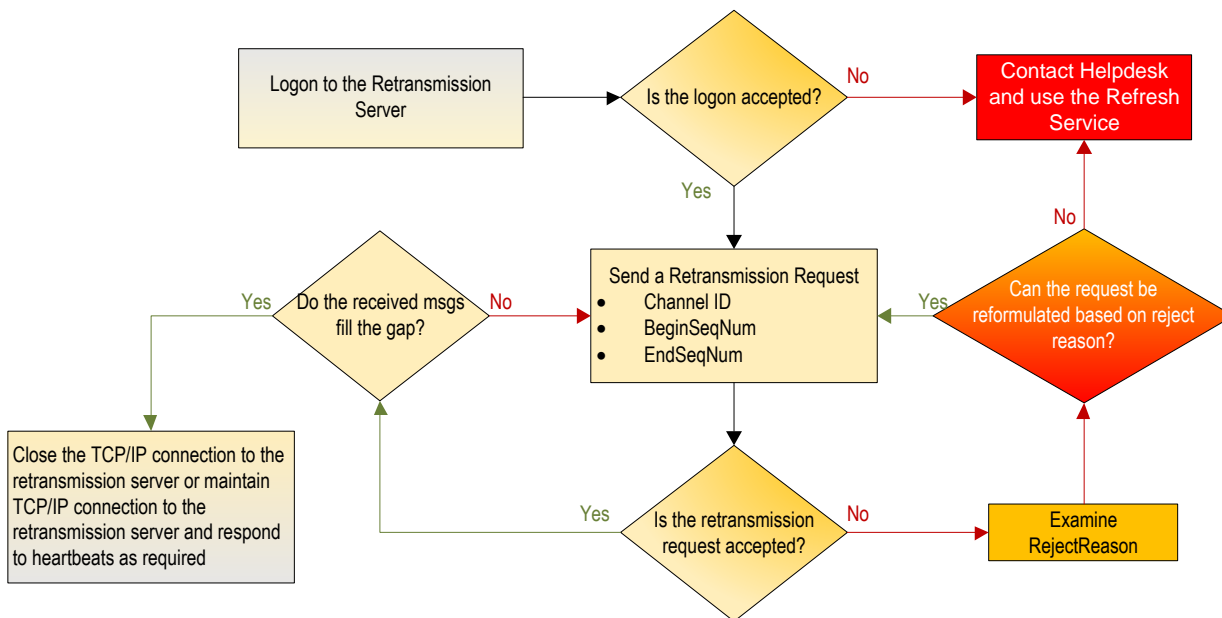 Logon to the Retransmission
Server
Is the logon accepted?
No
Contact Helpdesk
and use the Refresh
Service
Yes
No
Send a Retransmission Request
• Channel ID
• BeginSeqNum
• EndSeqNum
Do the received msgs
fill the gap?
Yes
No
Yes
Can the request be
reformulated based on reject
reason?
Close the TCP/IP connection to the
retransmission server or maintain
TCP/IP connection to the
retransmission server and respond
to heartbeats as required
Yes
Is the retransmission
request accepted?
No
Examine
RejectReason